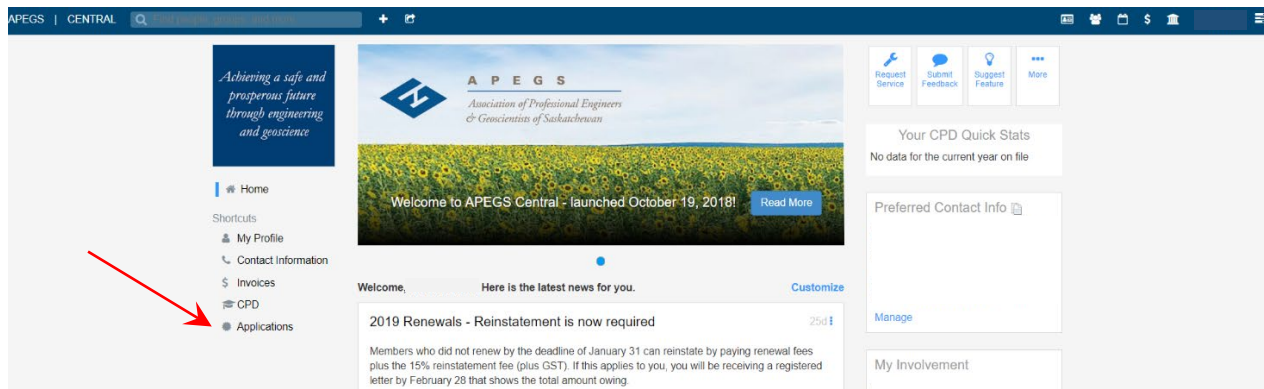 APEGS | CENTRAL
Find people, groups, and more
Achieving a safe and
prosperous future
through engineering
and geoscience
Home
Shortcuts
My Profile
Contact Information
$ Invoices
CPD
Applications
A P E G S
Association of Professional Engineers
& Geoscientists of Saskatchewan
Welcome to APEGS Central - launched October 19, 2018!
Read More
Welcome, Here is the latest news for you.
Customize
2019 Renewals - Reinstatement is now required
25d
Members who did not renew by the deadline of January 31 can reinstate by paying renewal fees
plus the 15% reinstatement fee (plus GST). If this applies to you, you will be receiving a registered
letter by February 28 that shows the total amount owing.
Request
Service
Submit
Feedback
Suggest
Feature
More
Your CPD Quick Stats
No data for the current year on file
Preferred Contact Info
Manage
My Involvement